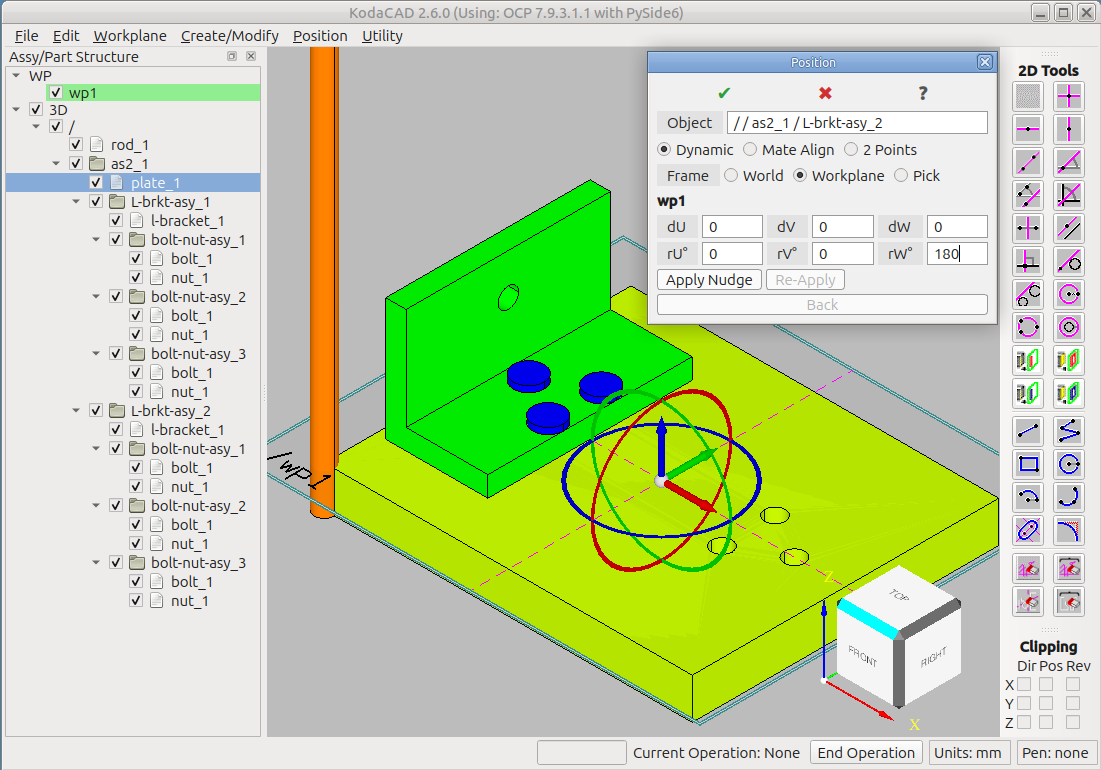 KodaCAD 2.6.0 (Using: OCP 7.9.3.1.1 with PySide6)
File Edit Workplane Create/Modify Position Utility
Assy/Part Structure
WP
wp1
3D
/
rod_1
as2_1
plate_1
L-brkt-asy_1
l-bracket_1
bolt-nut-asy_1
bolt_1
nut_1
bolt-nut-asy_2
bolt_1
nut_1
bolt-nut-asy_3
bolt_1
nut_1
L-brkt-asy_2
l-bracket_1
bolt-nut-asy_1
bolt_1
nut_1
bolt-nut-asy_2
bolt_1
nut_1
bolt-nut-asy_3
bolt_1
nut_1
/wp1
Position
?
Object / / as2_1 / L-brkt-asy_2
Dynamic Mate Align 2 Points
Frame World Workplane Pick
wp1
dU 0 dV 0 dW 0
rU° 0 rV° 0 rW° 180
Apply Nudge Re-Apply
Back
Z
TOP
FRONT RIGHT
X
2D Tools
Clipping
Dir Pos Rev
X
Y
Z
Current Operation: None End Operation Units: mm Pen: none